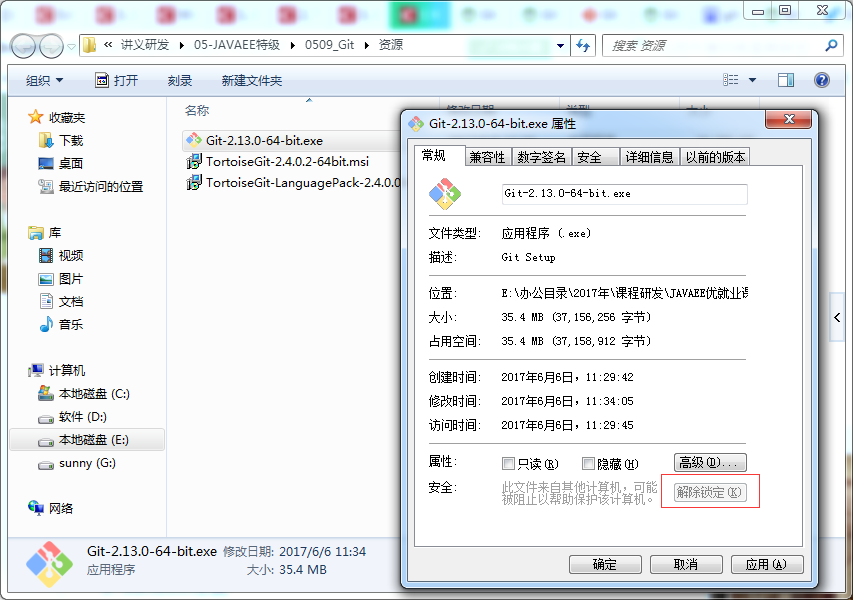 « 讲义研发 ▸ 05-JAVAEE特级 ▸ 0509_Git ▸ 资源
搜索 资源
组织 打开 刻录 新建文件夹
名称 修改日期 类型 大小
收藏夹
下载
桌面
最近访问的位置
库
视频
图片
文档
音乐
计算机
本地磁盘 (C:)
软件 (D:)
本地磁盘 (E:)
sunny (G:)
网络
Git-2.13.0-64-bit.exe
TortoiseGit-2.4.0.2-64bit.msi
TortoiseGit-LanguagePack-2.4.0.0
Git-2.13.0-64-bit.exe 属性
常规 兼容性 数字签名 安全 详细信息 以前的版本
Git-2.13.0-64-bit.exe
文件类型: 应用程序 (.exe)
描述: Git Setup
位置: E:\办公目录\2017年\课程研发\JAVAEE优就业课
大小: 35.4 MB (37,156,256 字节)
占用空间: 35.4 MB (37,158,912 字节)
创建时间: 2017年6月6日，11:29:42
修改时间: 2017年6月6日，11:34:05
访问时间: 2017年6月6日，11:29:45
属性: 只读(R) 隐藏(H) 高级(D)...
安全: 此文件来自其他计算机，可能
被阻止以帮助保护该计算机。
解除锁定(K)
确定 取消 应用(A)
Git-2.13.0-64-bit.exe 修改日期: 2017/6/6 11:34
应用程序 大小: 35.4 MB